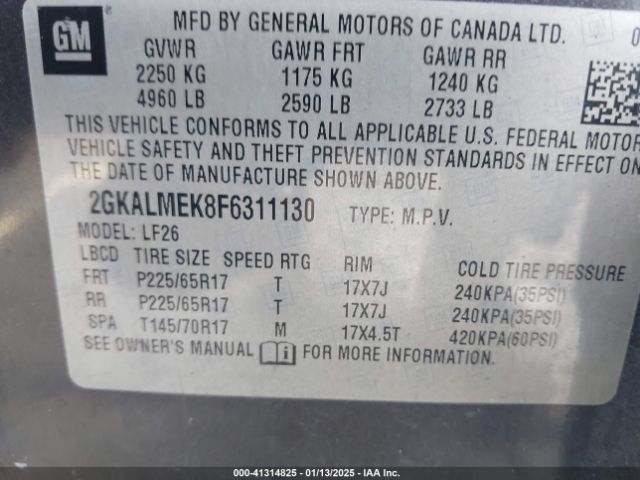 GM
MFD BY GENERAL MOTORS OF CANADA LTD. 0
GVWR GAWR FRT GAWR RR
2250 KG 1175 KG 1240 KG
4960 LB 2590 LB 2733 LB
THIS VEHICLE CONFORMS TO ALL APPLICABLE U.S. FEDERAL MOTOR
VEHICLE SAFETY AND THEFT PREVENTION STANDARDS IN EFFECT ON
THE DATE OF MANUFACTURE SHOWN ABOVE.
2GKALMEK8F6311130 TYPE: M.P.V.
MODEL: LF26
LBCD TIRE SIZE SPEED RTG RIM COLD TIRE PRESSURE
FRT P225/65R17 T 17X7J 240KPA(35PSI)
RR P225/65R17 T 17X7J 240KPA(35PSI)
SPA T145/70R17 M 17X4.5T 420KPA(60PSI)
SEE OWNER'S MANUAL FOR MORE INFORMATION.
000-41314825 - 01/13/2025 - IAA Inc.